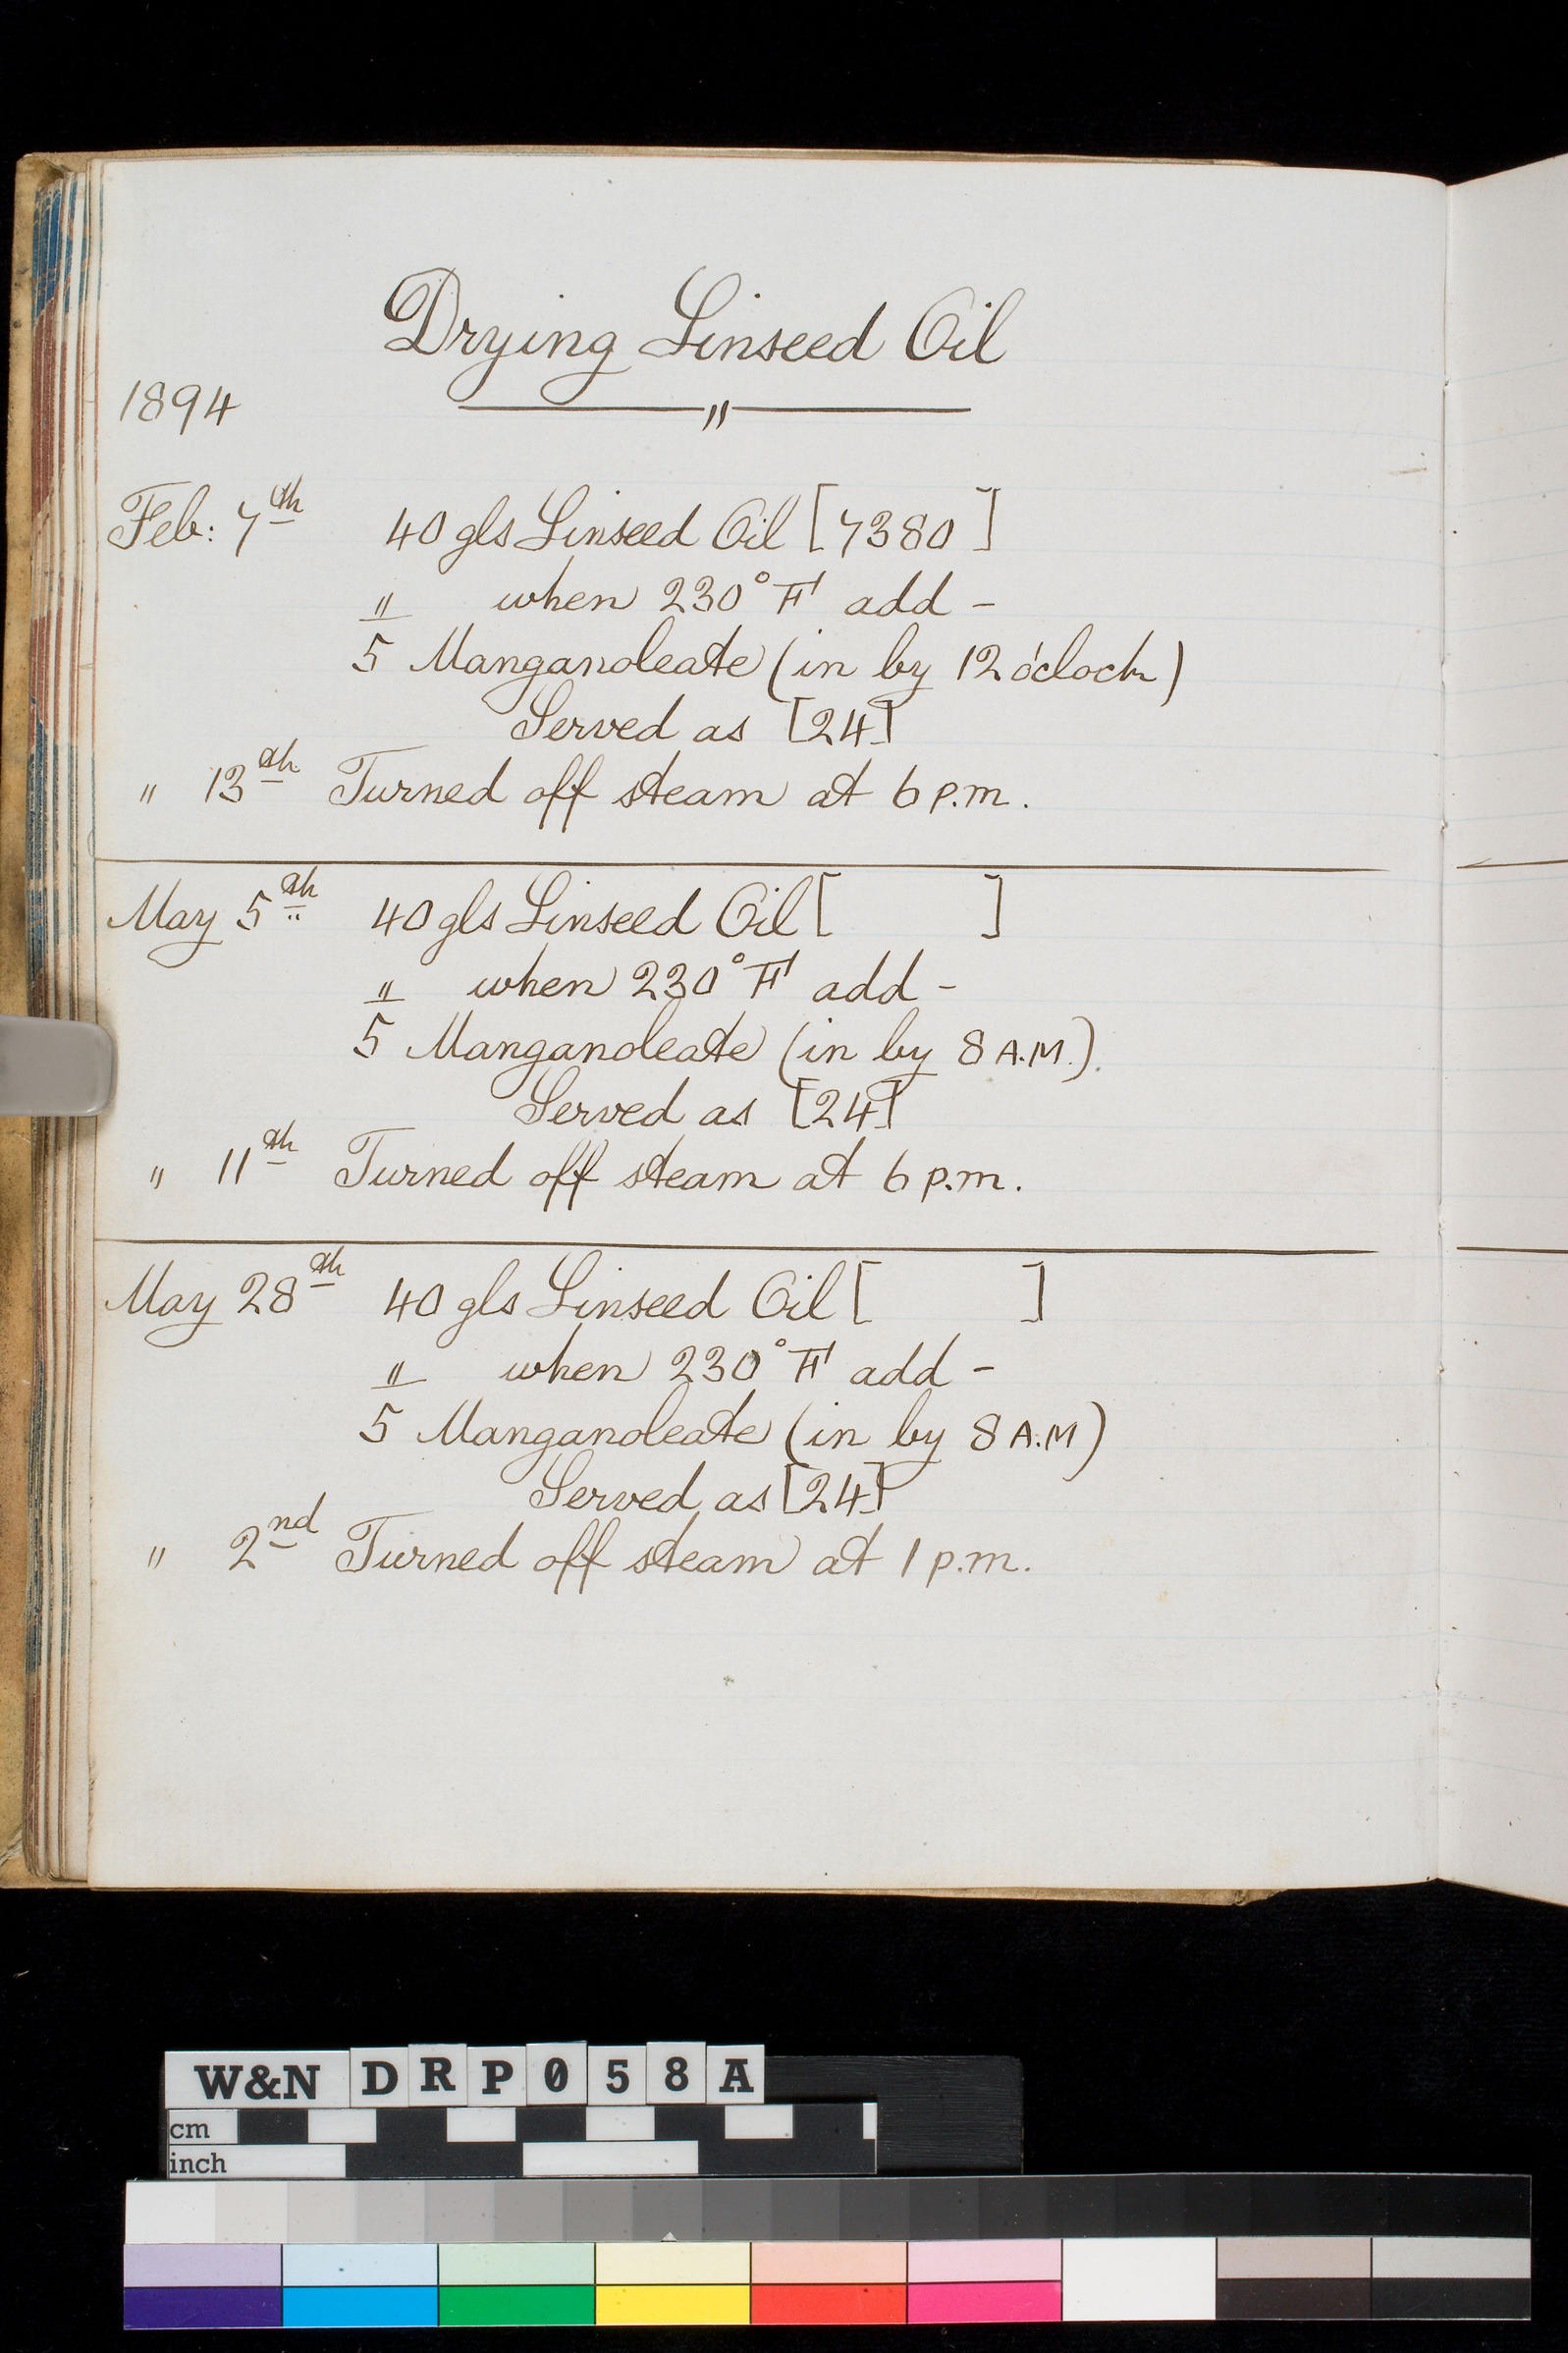 Drying Linseed Oil
1894 "
Feb: 7th 40 gls Linseed Oil [7380]
" when 230°F add -
5 Manganoleate (in by 12 o'clock)
Served as [24]
" 13th Turned off steam at 6 p.m.
May 5th 40 gls Linseed Oil [ ]
" when 230°F add -
5 Manganoleate (in by 8 A.M.).
Served as [24]
" 11th Turned off steam at 6 p.m.
May 28th 40 gls Linseed Oil [ ]
" when 230°F add -
5 Manganoleate (in by 8 A.M)
Served as [24]
" 2nd Turned off steam at 1 p.m.
W&N DRP058A
cm
inch